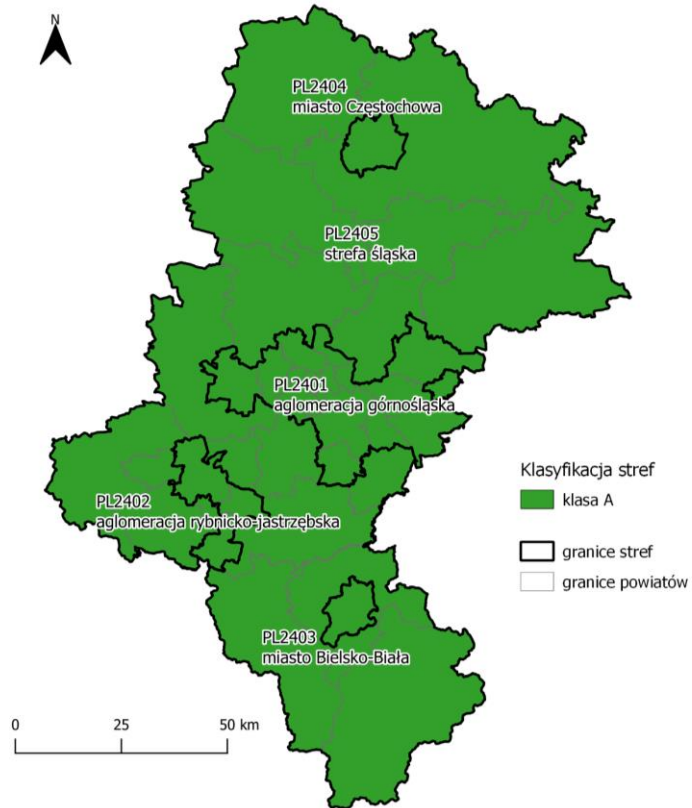 N
PL2404
miasto Częstochowa
PL2405
strefa śląska
PL2401
aglomeracja górnośląska
Klasyfikacja stref
klasa A
PL2402
aglomeracja rybnicko-jastrzębska
granice stref
granice powiatów
PL2403
miasto Bielsko-Biała
0 25 50 km